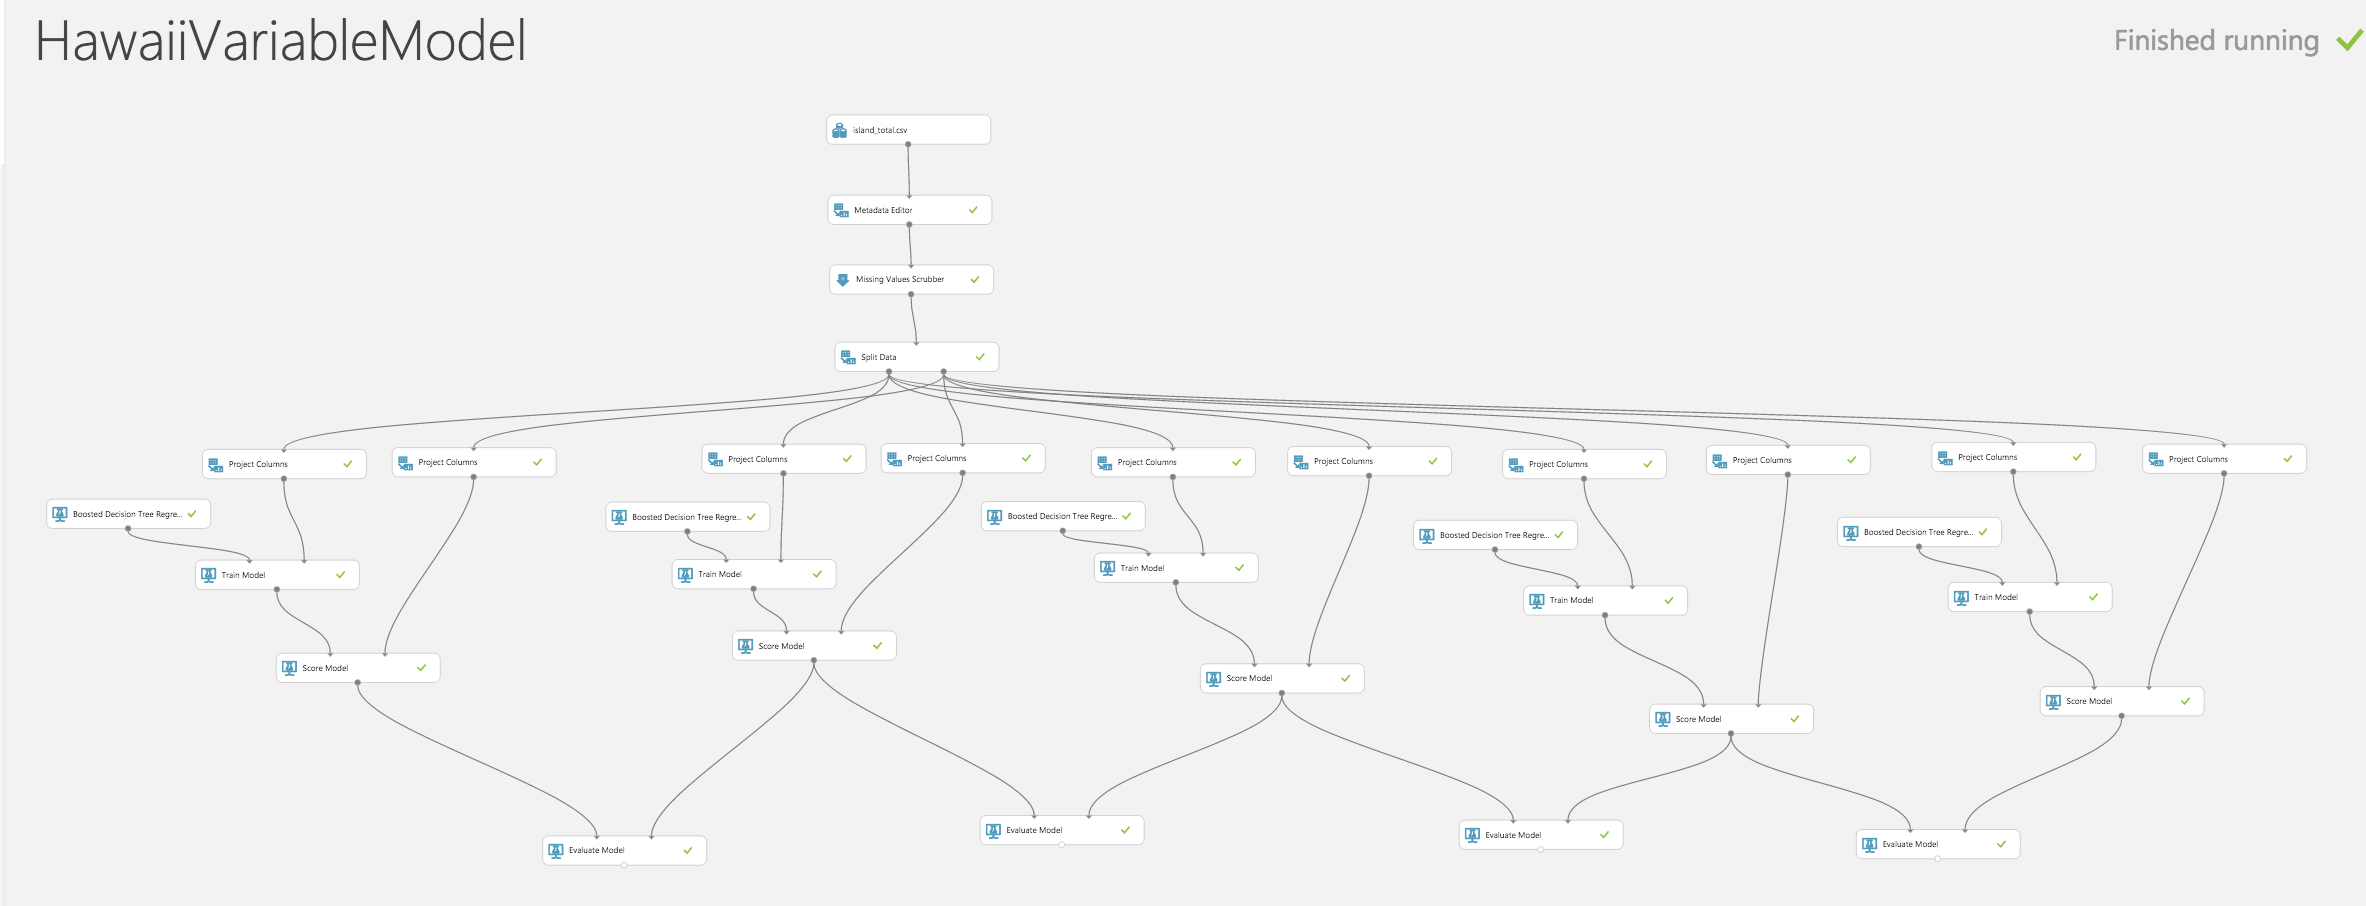 HawaiiVariableModel
Finished running
island_total.csv
Metadata Editor
Missing Values Scrubber
Split Data
Project Columns
Project Columns
Project Columns
Project Columns
Project Columns
Project Columns
Project Columns
Project Columns
Project Columns
Project Columns
Boosted Decision Tree Regre...
Boosted Decision Tree Regre...
Boosted Decision Tree Regre...
Boosted Decision Tree Regre...
Boosted Decision Tree Regre...
Train Model
Train Model
Train Model
Train Model
Train Model
Score Model
Score Model
Score Model
Score Model
Score Model
Evaluate Model
Evaluate Model
Evaluate Model
Evaluate Model